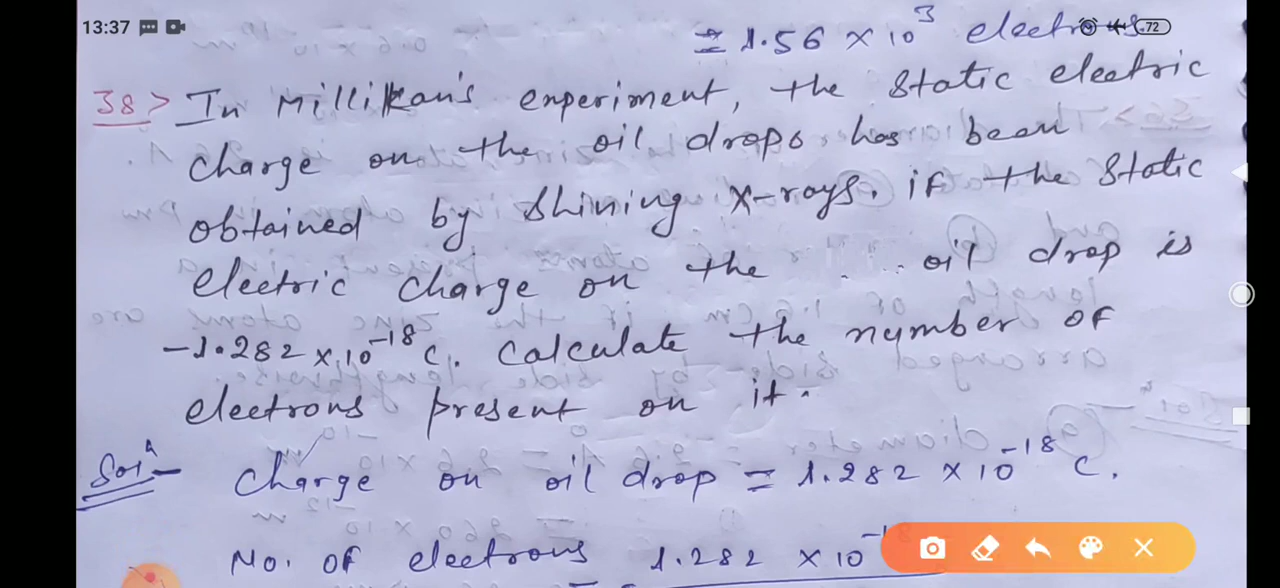 13:37
72
= 1.56 × 10³ electrons
38> In Millikan's experiment, the static electric
charge on the oil drops has been
obtained by shining x-rays. if the static
electric charge on the oil drop is
-1.282 × 10⁻¹⁸ C. calculate the number of
electrons present on it.
Solⁿ- charge on oil drop = 1.282 × 10⁻¹⁸ C.
No. of electrons 1.282 × 10